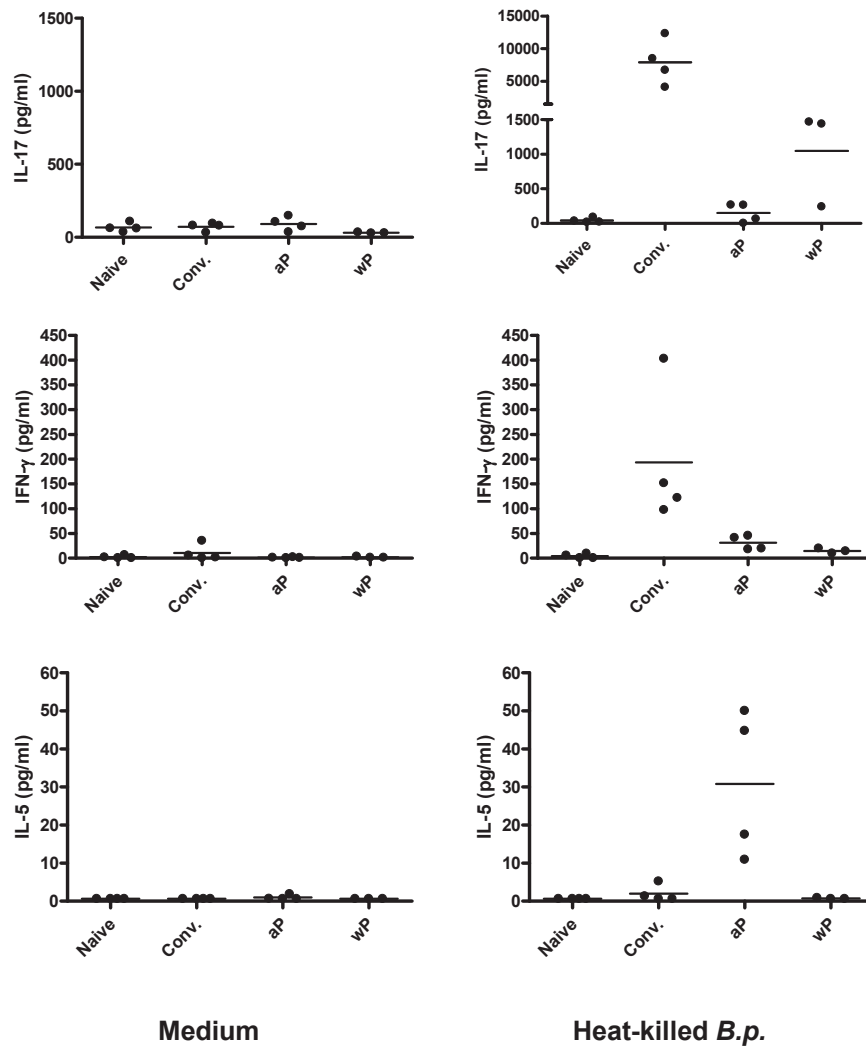 IL-17 (pg/ml)
1500
1000
500
0
Naive
Conv.
aP
wP
IL-17 (pg/ml)
15000
10000
5000
1500
1000
500
0
Naive
Conv.
aP
wP
IFN-γ (pg/ml)
450
400
350
300
250
200
150
100
50
0
Naive
Conv.
aP
wP
IFN-γ (pg/ml)
450
400
350
300
250
200
150
100
50
0
Naive
Conv.
aP
wP
IL-5 (pg/ml)
60
50
40
30
20
10
0
Naive
Conv.
aP
wP
IL-5 (pg/ml)
60
50
40
30
20
10
0
Naive
Conv.
aP
wP
Medium
Heat-killed B.p.